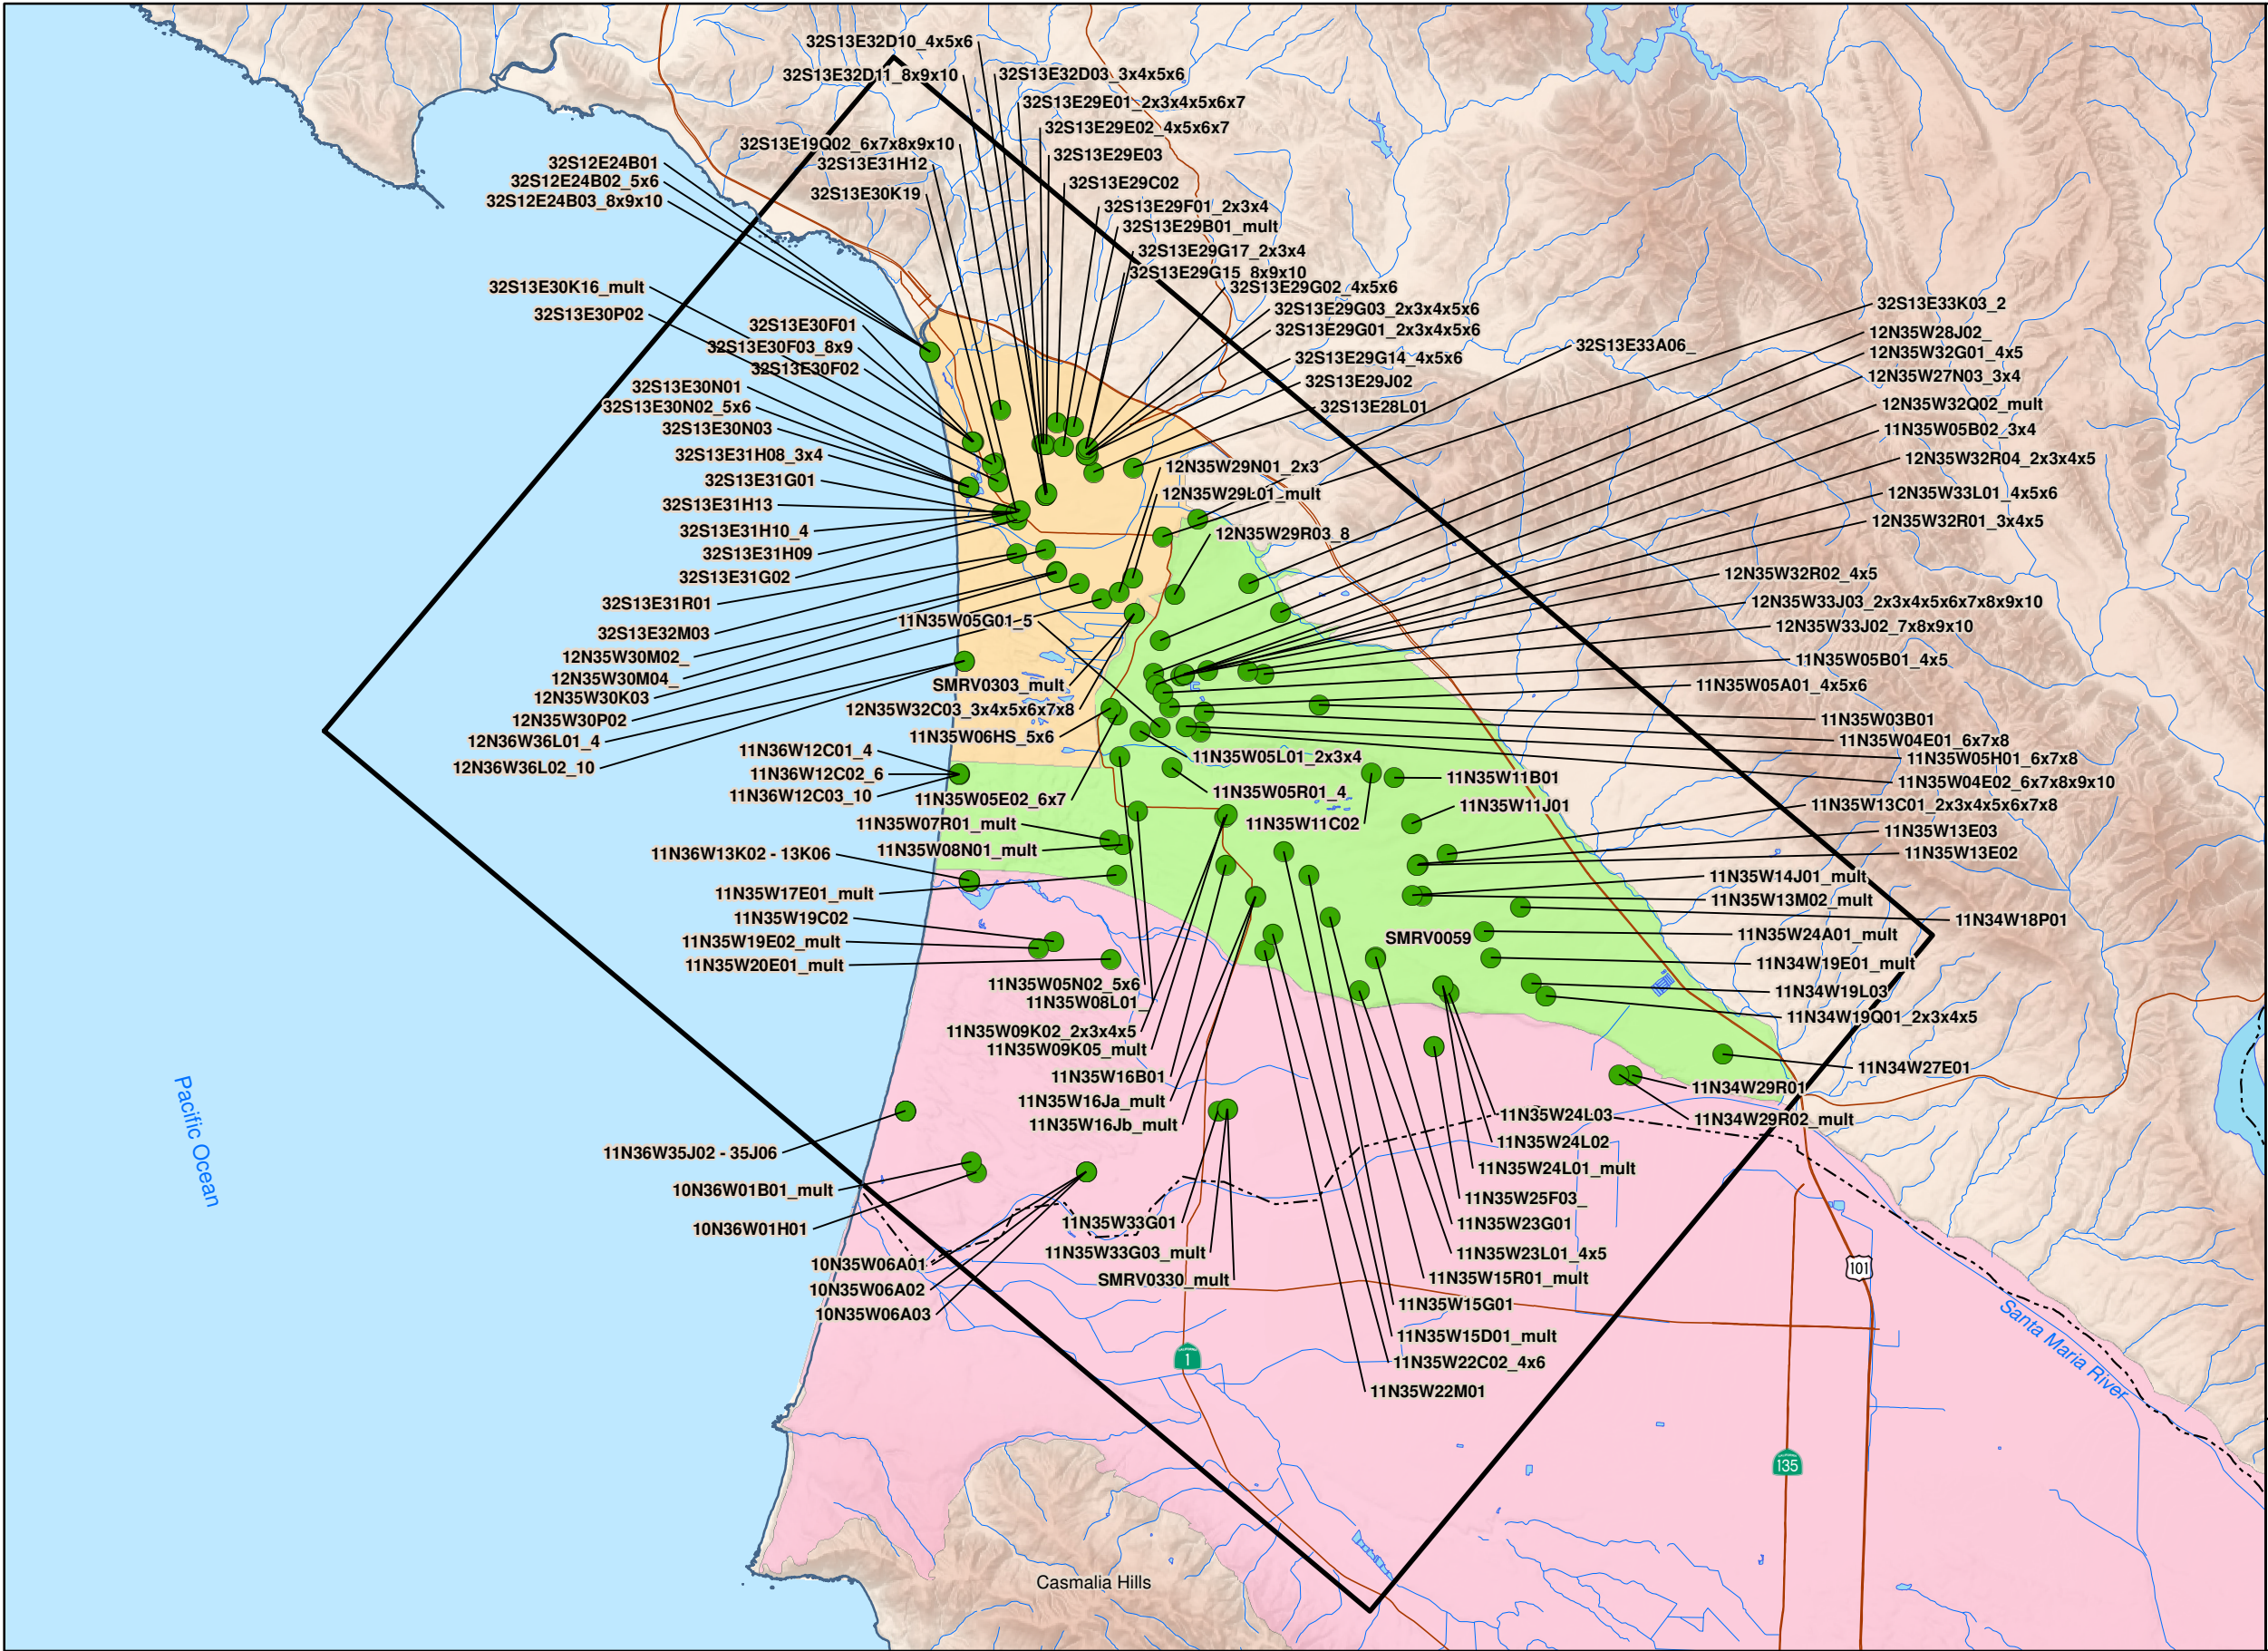 32S13E32D10_4x5x6
32S13E32D11_8x9x10
32S13E32D03_3x4x5x6
32S13E29E01_2x3x4x5x6x7
32S13E29E02_4x5x6x7
32S13E19Q02_6x7x8x9x10
32S13E29E03
32S13E31H12
32S12E24B01
32S12E24B02_5x6
32S13E29C02
32S13E30K19
32S12E24B03_8x9x10
32S13E29F01_2x3x4
32S13E29B01_mult
32S13E29G17_2x3x4
32S13E29G15_8x9x10
32S13E30K16_mult
32S13E29G02_4x5x6
32S13E33K03_2
32S13E30P02
32S13E29G03_2x3x4x5x6
32S13E30F01
32S13E29G01_2x3x4x5x6
12N35W28J02_
32S13E30F03_8x9
32S13E33A06_
12N35W32G01_4x5
32S13E29G14_4x5x6
32S13E30F02
12N35W27N03_3x4
32S13E30N01
32S13E29J02
32S13E30N02_5x6
32S13E28L01
12N35W32Q02_mult
32S13E30N03
11N35W05B02_3x4
32S13E31H08_3x4
12N35W32R04_2x3x4x5
12N35W29N01_2x3
32S13E31G01
12N35W29L01_mult
12N35W33L01_4x5x6
32S13E31H13
12N35W32R01_3x4x5
32S13E31H10_4
12N35W29R03_8
32S13E31H09
32S13E31G02
12N35W32R02_4x5
32S13E31R01
12N35W33J03_2x3x4x5x6x7x8x9x10
11N35W05G01_5
12N35W33J02_7x8x9x10
32S13E32M03
12N35W30M02_
11N35W05B01_4x5
12N35W30M04_
SMRV0303_mult
11N35W05A01_4x5x6
12N35W30K03
12N35W32C03_3x4x5x6x7x8
12N35W30P02
11N35W03B01
11N35W06HS_5x6
12N36W36L01_4
11N35W04E01_6x7x8
11N36W12C01_4
11N35W05L01_2x3x4
11N35W05H01_6x7x8
12N36W36L02_10
11N36W12C02_6
11N35W11B01
11N35W04E02_6x7x8x9x10
11N36W12C03_10
11N35W05E02_6x7
11N35W05R01_4
11N35W11J01
11N35W13C01_2x3x4x5x6x7x8
11N35W07R01_mult
11N35W11C02
11N35W13E03
11N35W08N01_mult
11N36W13K02 - 13K06
11N35W13E02
11N35W14J01_mult
11N35W17E01_mult
11N35W13M02_mult
11N35W19C02
11N34W18P01
11N35W19E02_mult
SMRV0059
11N35W24A01_mult
11N35W20E01_mult
11N34W19E01_mult
11N35W05N02_5x6
11N34W19L03
11N35W08L01_
11N34W19Q01_2x3x4x5
11N35W09K02_2x3x4x5
11N35W09K05_mult
11N34W27E01
11N35W16B01
11N34W29R01
11N35W16Ja_mult
11N35W24L03
11N34W29R02_mult
11N35W16Jb_mult
Pacific Ocean
11N35W24L02
11N36W35J02 - 35J06
11N35W24L01_mult
10N36W01B01_mult
11N35W25F03_
11N35W33G01
11N35W23G01
10N36W01H01
11N35W33G03_mult
11N35W23L01_4x5
10N35W06A01
101
SMRV0330_mult
11N35W15R01_mult
10N35W06A02
11N35W15G01
10N35W06A03
Santa Maria River
11N35W15D01_mult
1
11N35W22C02_4x6
11N35W22M01
135
Casmalia Hills